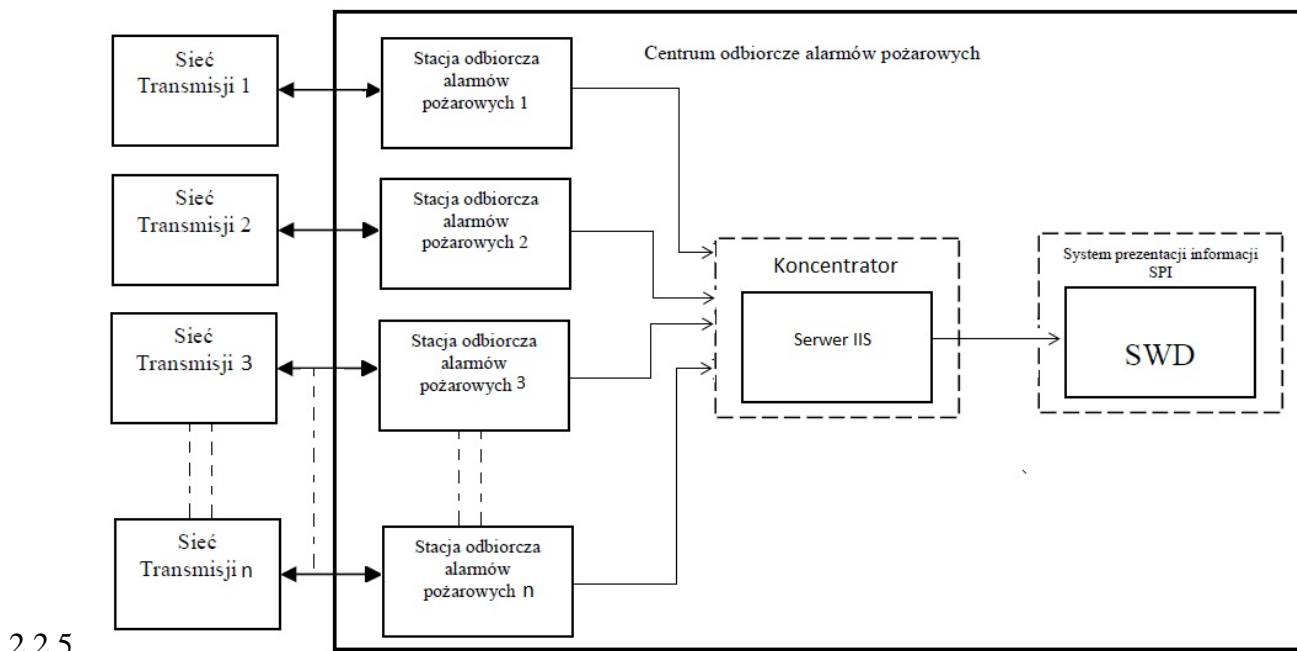 Centrum odbiorcze alarmów pożarowych
Sieć
Transmisji 1
Stacja odbiorcza
alarmów
pożarowych 1
Sieć
Transmisji 2
Stacja odbiorcza
alarmów
pożarowych 2
Sieć
Transmisji 3
Stacja odbiorcza
alarmów
pożarowych 3
Sieć
Transmisji n
Stacja odbiorcza
alarmów
pożarowych n
Koncentrator
Serwer IIS
System prezentacji informacji
SPI
SWD
2.2.5